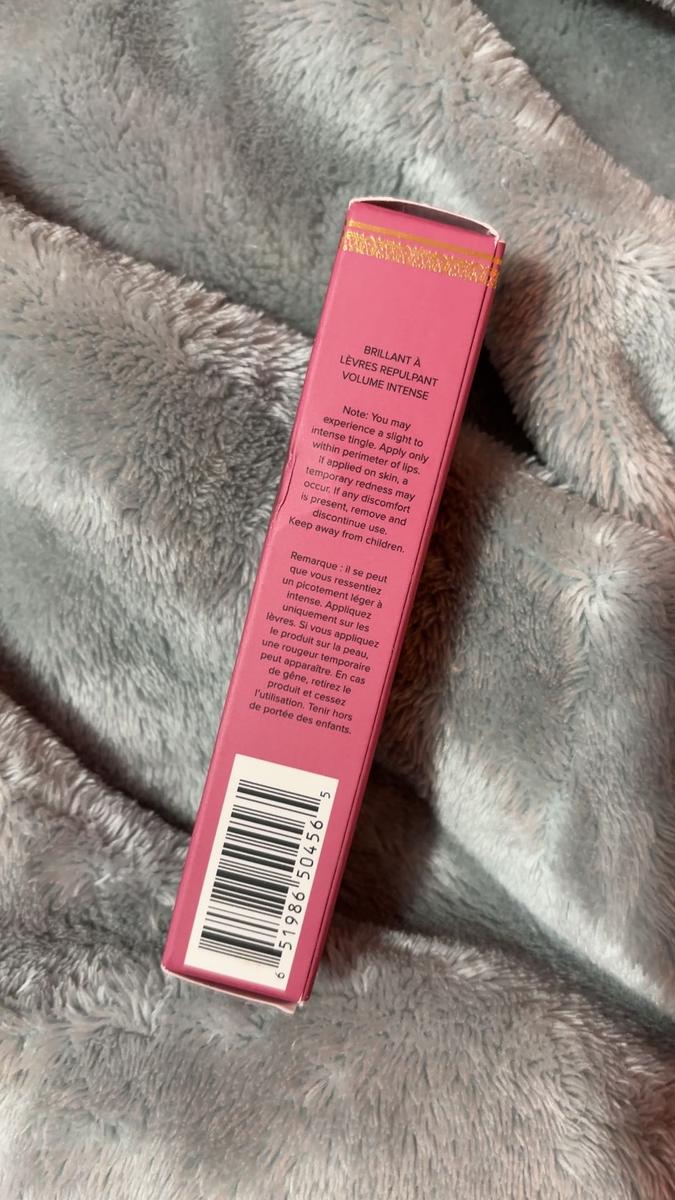 BRILLANT À
LÈVRES REPULPANT
VOLUME INTENSE
Note: You may
experience a slight to
intense tingle. Apply only
within perimeter of lips.
If applied on skin, a
temporary redness may
occur. If any discomfort
is present, remove and
discontinue use.
Keep away from children.
Remarque : il se peut
que vous ressentiez
un picotement léger à
intense. Appliquez
uniquement sur les
lèvres. Si vous appliquez
le produit sur la peau,
une rougeur temporaire
peut apparaître. En cas
de gêne, retirez le
produit et cessez
l'utilisation. Tenir hors
de portée des enfants.
6 51986 50456 5